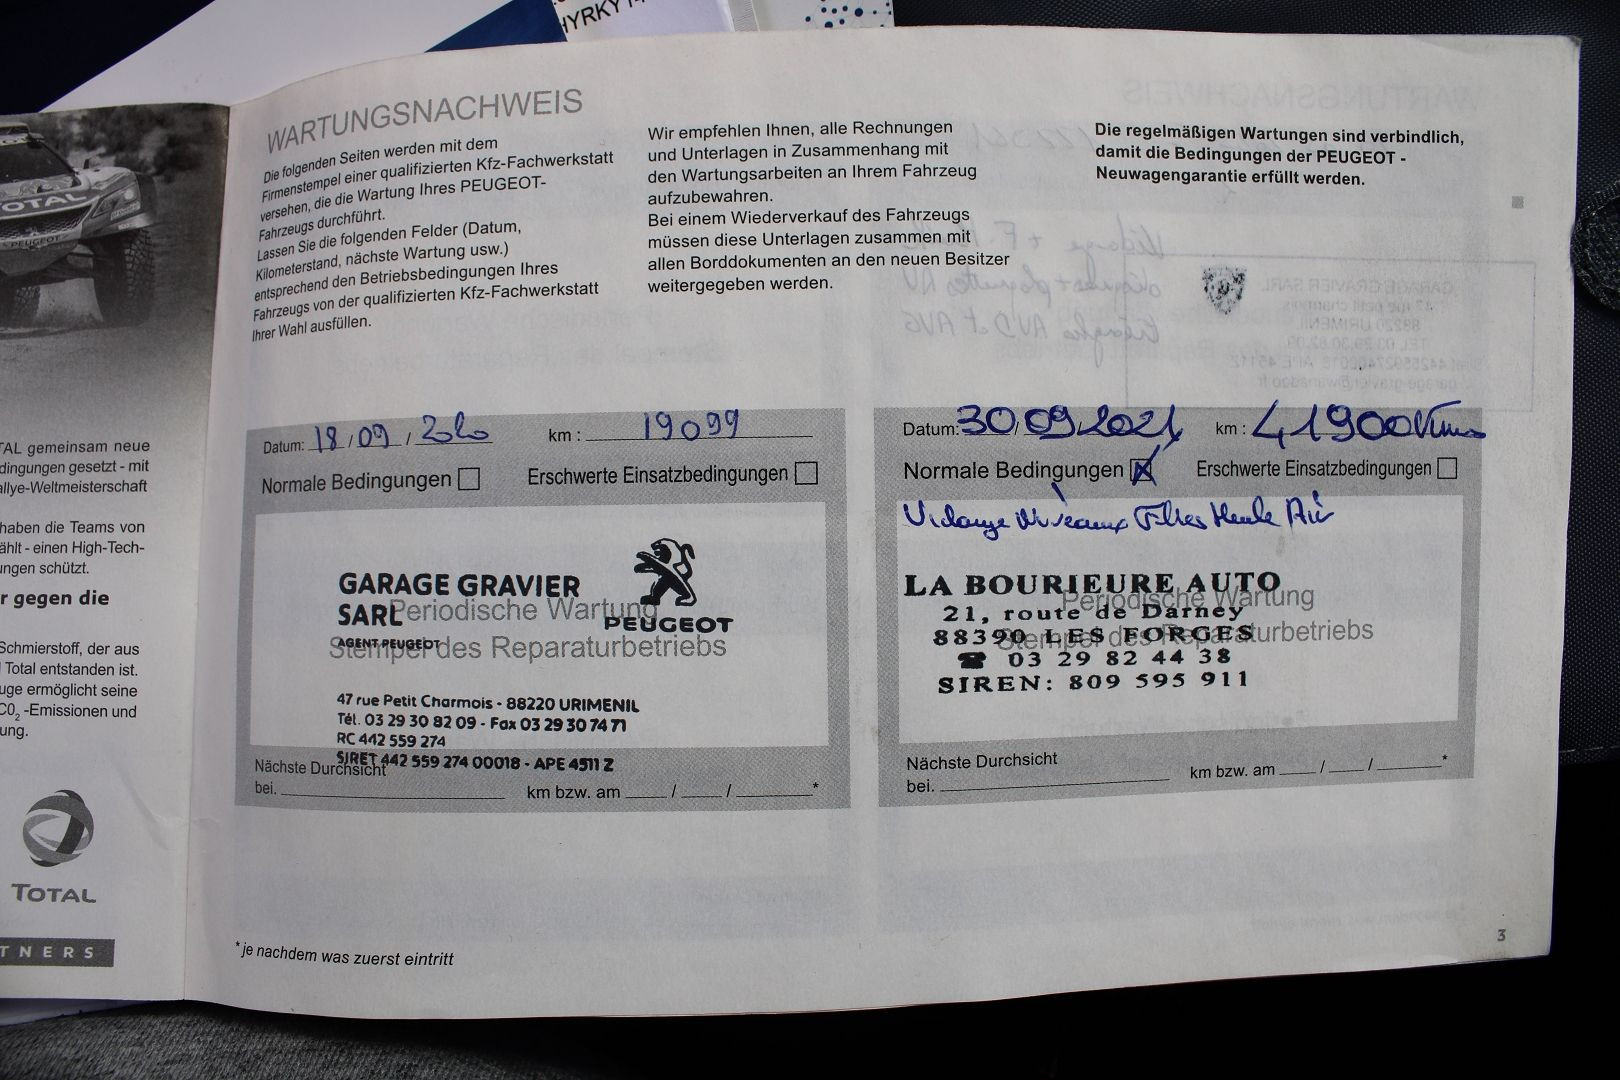 HYRKY14
WARTUNGSNACHWEIS
Die folgenden Seiten werden mit dem
Firmenstempel einer qualifizierten Kfz-Fachwerkstatt
versehen, die die Wartung Ihres PEUGEOT-
Fahrzeugs durchführt.
Lassen Sie die folgenden Felder (Datum,
Kilometerstand, nächste Wartung usw.)
entsprechend den Betriebsbedingungen Ihres
Fahrzeugs von der qualifizierten Kfz-Fachwerkstatt
Ihrer Wahl ausfüllen.
Wir empfehlen Ihnen, alle Rechnungen
und Unterlagen in Zusammenhang mit
den Wartungsarbeiten an Ihrem Fahrzeug
aufzubewahren.
Bei einem Wiederverkauf des Fahrzeugs
müssen diese Unterlagen zusammen mit
allen Borddokumenten an den neuen Besitzer
weitergegeben werden.
Die regelmäßigen Wartungen sind verbindlich,
damit die Bedingungen der PEUGEOT -
Neuwagengarantie erfüllt werden.
Datum: 18 / 09 / 2020 km : 19099
Normale Bedingungen Erschwerte Einsatzbedingungen
GARAGE GRAVIER
SARL
Periodische Wartung
PEUGEOT
AGENT PEUGEOT
Stempel des Reparaturbetriebs
47 rue Petit Charmois - 88220 URIMENIL
Tél. 03 29 30 82 09 - Fax 03 29 30 74 71
RC 442 559 274
SIRET 442 559 274 00018 - APE 4511 Z
Nächste Durchsicht
bei. km bzw. am / / *
Datum: 30/09/2021 km : 41900 Kms
Normale Bedingungen Erschwerte Einsatzbedingungen
Vidange Niveaux Filtres Huile Air
LA BOURIEURE AUTO
Periodische Wartung
21, route de Darney
88390 LES FORGES
Stempel des Reparaturbetriebs
03 29 82 44 38
SIREN: 809 595 911
Nächste Durchsicht
bei. km bzw. am / / *
* je nachdem was zuerst eintritt
3
TOTAL
PEUGEOT
TAL gemeinsam neue
dingungen gesetzt - mit
allye-Weltmeisterschaft
haben die Teams von
ählt - einen High-Tech-
ungen schützt.
r gegen die
Schmierstoff, der aus
Total entstanden ist.
uge ermöglicht seine
CO2 -Emissionen und
ung.
TOTAL
TNERS